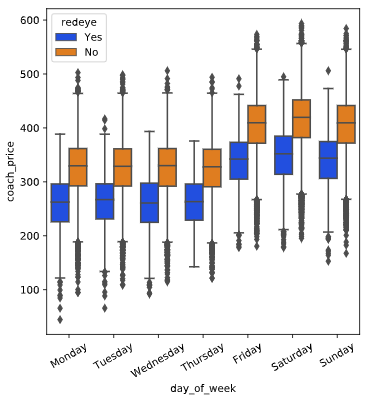 redeye
Yes
No
600
500
400
300
200
100
coach_price
Monday
Tuesday
Wednesday
Thursday
Friday
Saturday
Sunday
day_of_week